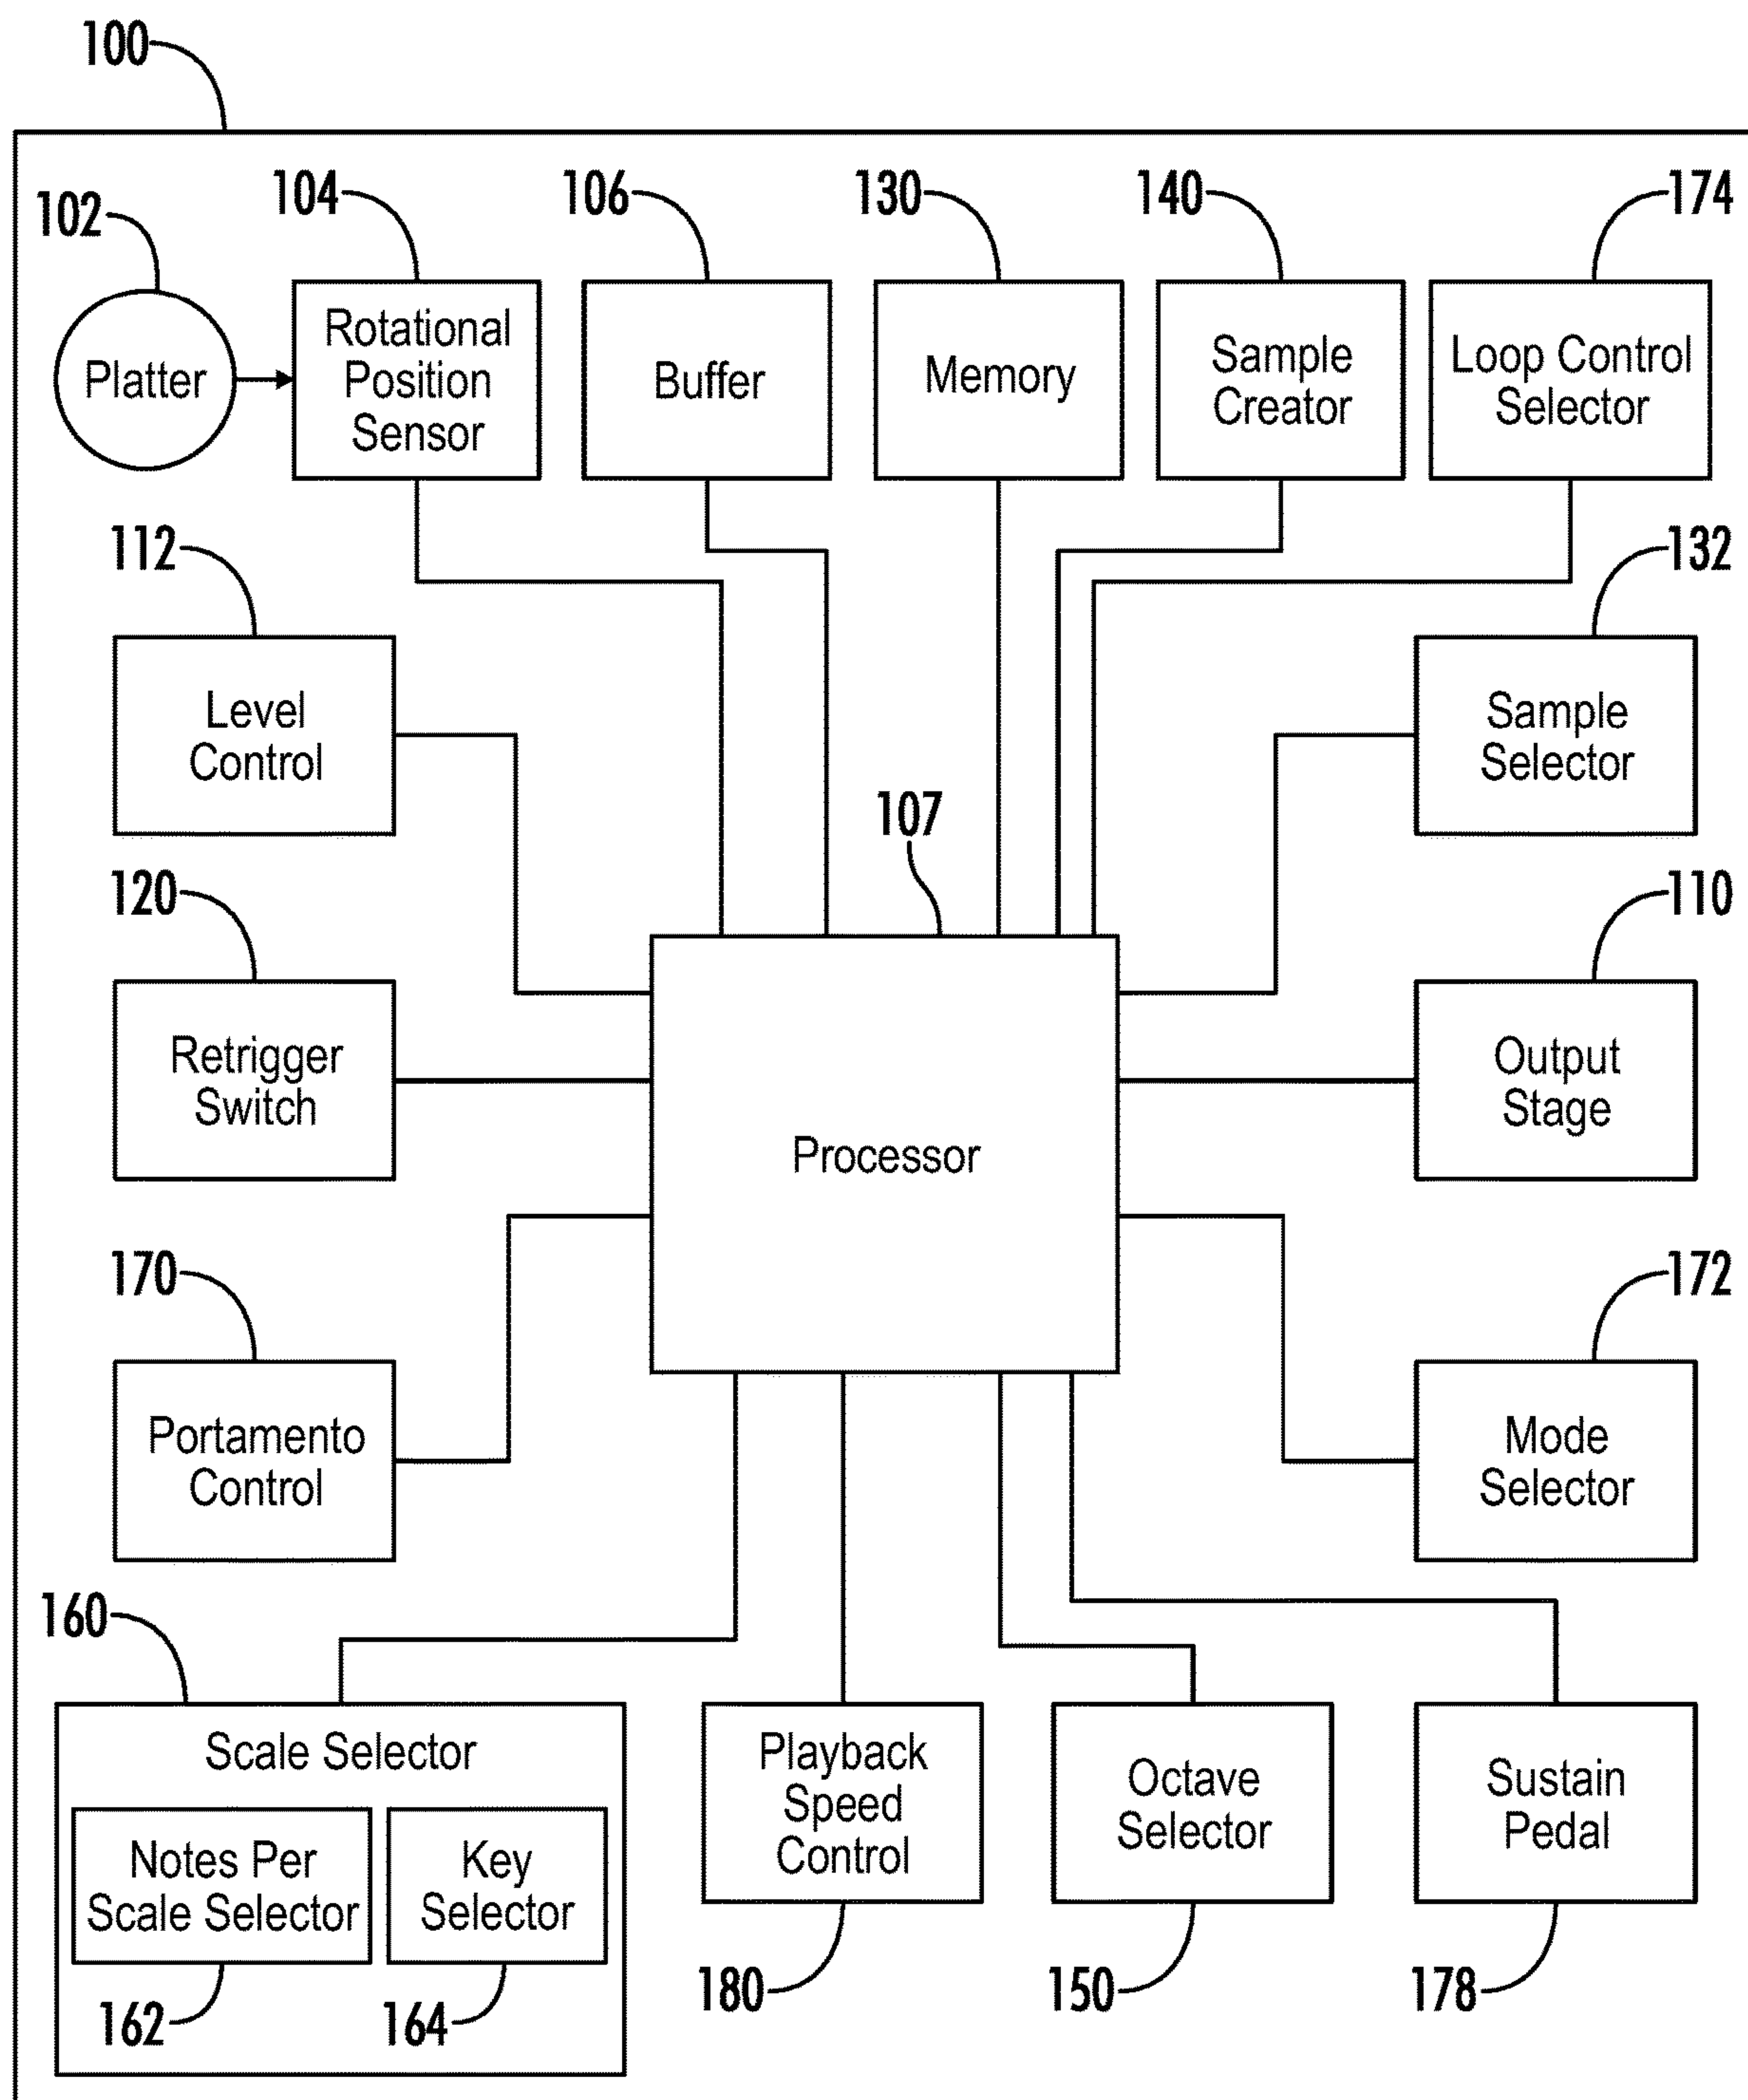 100
102
104
106
130
140
174
Platter
Rotational
Position
Sensor
Buffer
Memory
Sample
Creator
Loop Control
Selector
112
132
Level
Control
Sample
Selector
107
120
110
Retrigger
Switch
Output
Stage
Processor
170
172
Portamento
Control
Mode
Selector
160
Scale Selector
Notes Per
Scale Selector
Key
Selector
162
164
Playback
Speed
Control
Octave
Selector
Sustain
Pedal
180
150
178